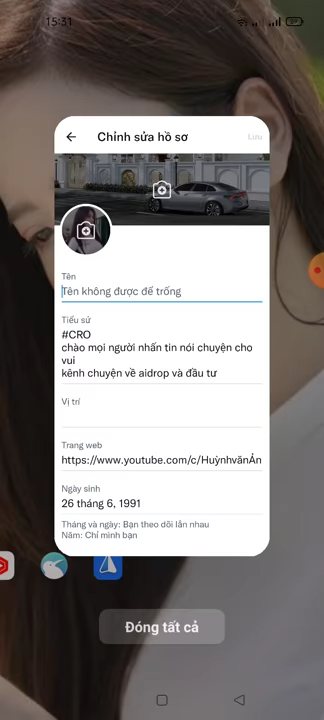 15:31
Chỉnh sửa hồ sơ
Lưu
Tên
Tên không được để trống
Tiểu sử
#CRO
chào mọi người nhấn tin nói chuyện cho
vui
kênh chuyện về aidrop và đầu tư
Vị trí
Trang web
https://www.youtube.com/c/HuỳnhvănÂn
Ngày sinh
26 tháng 6, 1991
Tháng và ngày: Bạn theo dõi lẫn nhau
Năm: Chỉ mình bạn
Đóng tất cả